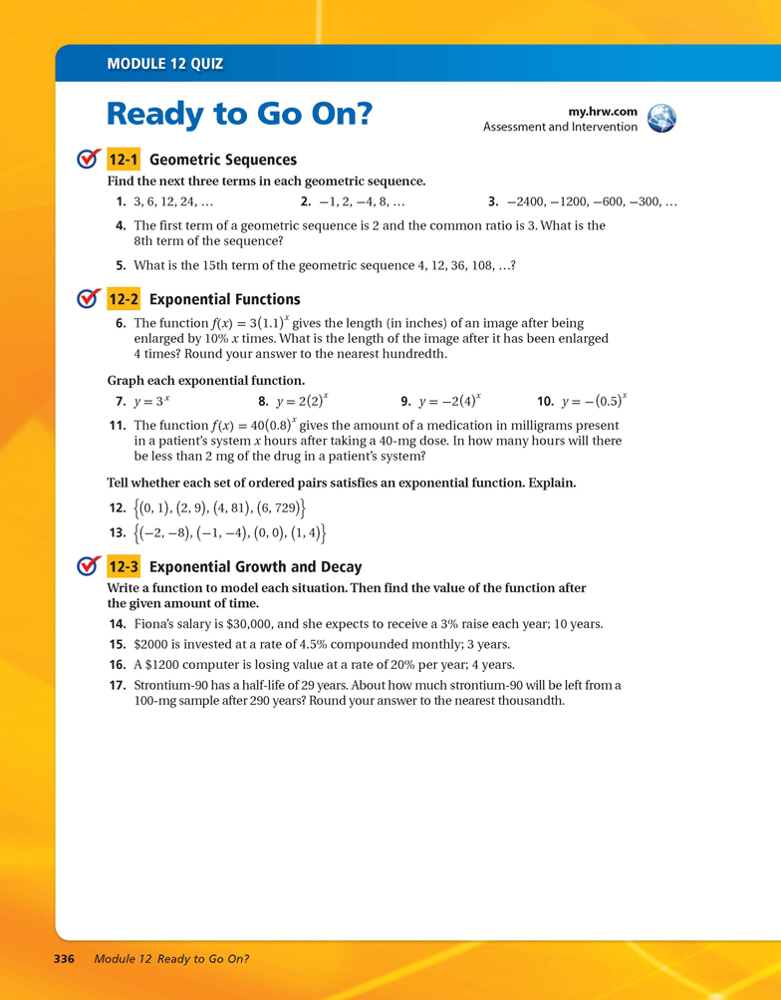 MODULE 12 QUIZ
Ready to Go On?
my.hrw.com
Assessment and Intervention
12-1 Geometric Sequences
Find the next three terms in each geometric sequence.
1. 3, 6, 12, 24, … 2. −1, 2, −4, 8, … 3. −2400, −1200, −600, −300, …
4. The first term of a geometric sequence is 2 and the common ratio is 3. What is the
8th term of the sequence?
5. What is the 15th term of the geometric sequence 4, 12, 36, 108, …?
12-2 Exponential Functions
6. The function f(x) = 3(1.1)^x gives the length (in inches) of an image after being
enlarged by 10% x times. What is the length of the image after it has been enlarged
4 times? Round your answer to the nearest hundredth.
Graph each exponential function.
7. y = 3^x 8. y = 2(2)^x 9. y = −2(4)^x 10. y = −(0.5)^x
11. The function f(x) = 40(0.8)^x gives the amount of a medication in milligrams present
in a patient's system x hours after taking a 40-mg dose. In how many hours will there
be less than 2 mg of the drug in a patient's system?
Tell whether each set of ordered pairs satisfies an exponential function. Explain.
12. {(0, 1), (2, 9), (4, 81), (6, 729)}
13. {(−2, −8), (−1, −4), (0, 0), (1, 4)}
12-3 Exponential Growth and Decay
Write a function to model each situation. Then find the value of the function after
the given amount of time.
14. Fiona's salary is $30,000, and she expects to receive a 3% raise each year; 10 years.
15. $2000 is invested at a rate of 4.5% compounded monthly; 3 years.
16. A $1200 computer is losing value at a rate of 20% per year; 4 years.
17. Strontium-90 has a half-life of 29 years. About how much strontium-90 will be left from a
100-mg sample after 290 years? Round your answer to the nearest thousandth.
336 Module 12 Ready to Go On?